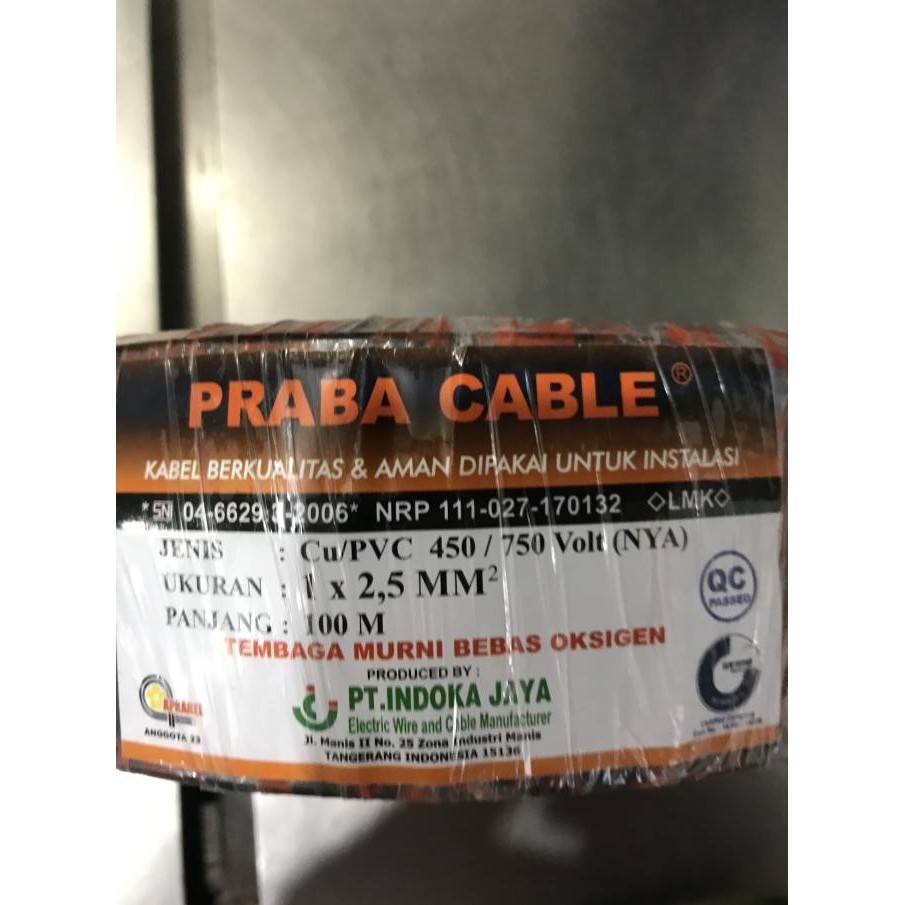 PRABA CABLE ®
KABEL BERKUALITAS & AMAN DIPAKAI UNTUK INSTALASI
*SNI 04-6629.3-2006* NRP 111-027-170132 ◇LMK◇
JENIS : Cu/PVC 450 / 750 Volt (NYA)
UKURAN : 1 x 2,5 MM²
PANJANG : 100 M
QC
PASSED
TEMBAGA MURNI BEBAS OKSIGEN
PRODUCED BY :
PT.INDOKA JAYA
Electric Wire and Cable Manufacturer
Jl. Manis II No. 25 Zona Industri Manis
TANGERANG INDONESIA 15136
APKABEL
ANGGOTA 23